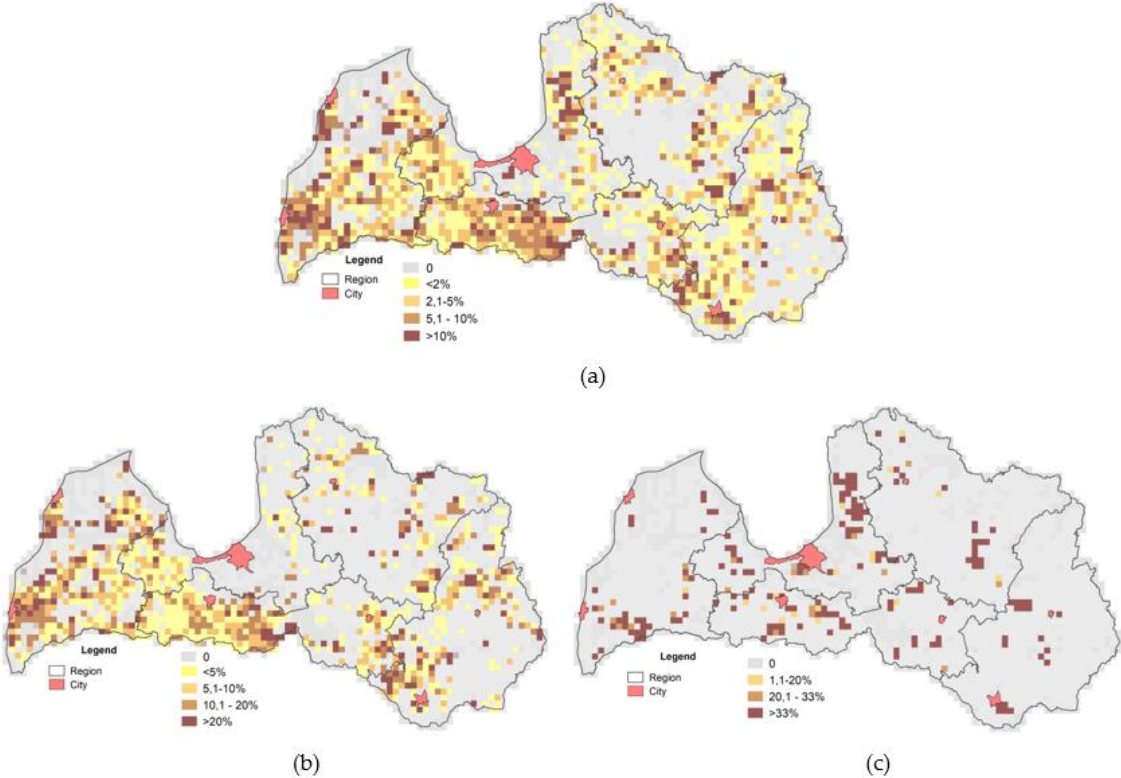 Legend
Region
City
0
<2%
2,1-5%
5,1 - 10%
>10%
(a)
Legend
Region
City
0
<5%
5,1-10%
10,1 - 20%
>20%
(b)
Legend
Region
City
0
1,1-20%
20,1 - 33%
>33%
(c)